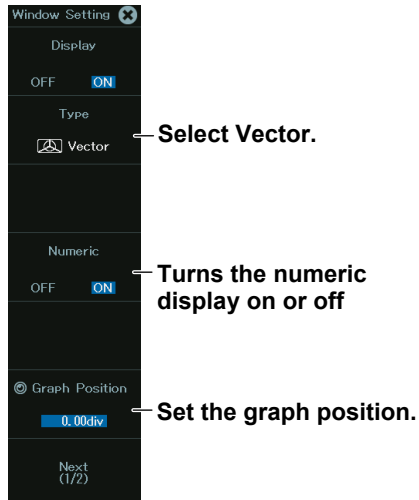 Window Setting
Display
OFF ON
Type
Vector
Select Vector.
Numeric
OFF ON
Turns the numeric
display on or off
Graph Position
0.00div
Set the graph position.
Next
(1/2)